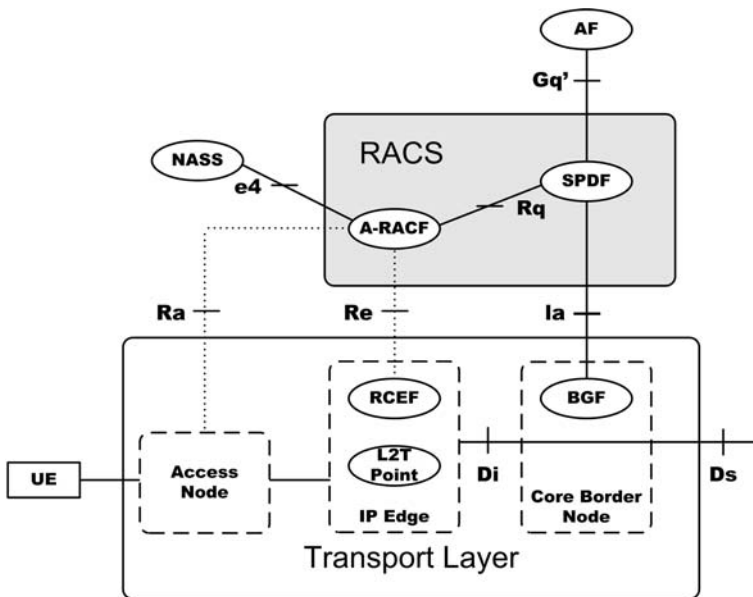 AF
Gq’
RACS
NASS
SPDF
e4
Rq
A-RACF
Ra
Re
Ia
RCEF
BGF
L2T
Point
Access
Node
UE
Di
Ds
IP Edge
Core Border
Node
Transport Layer